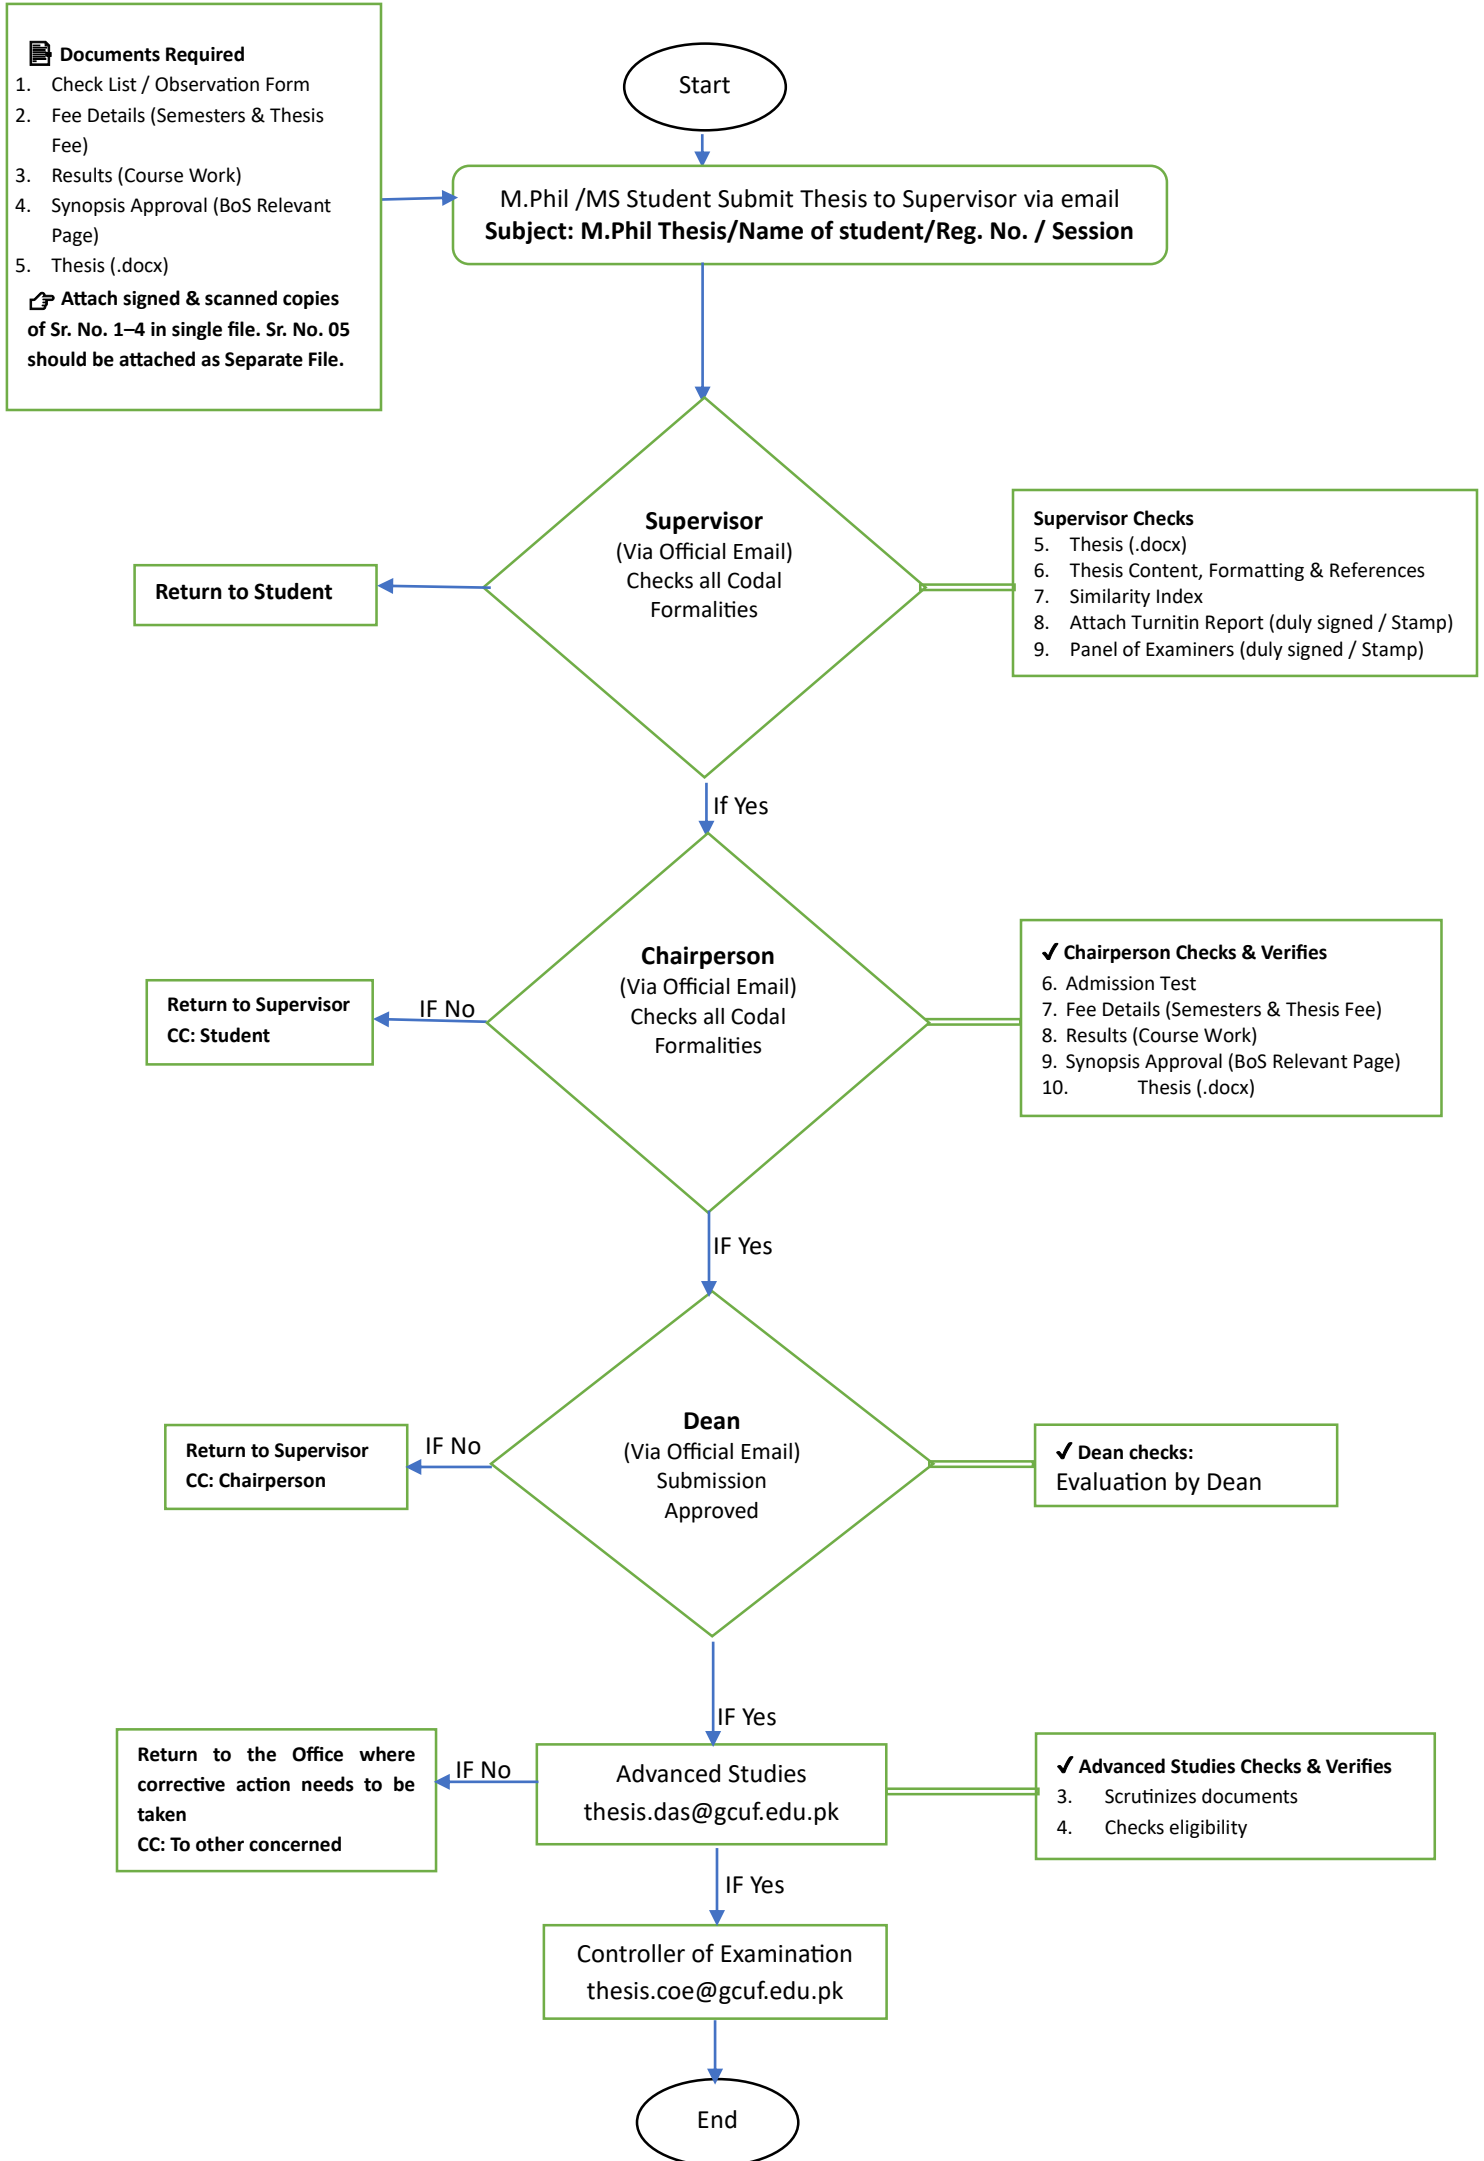 Documents Required
1. Check List / Observation Form
2. Fee Details (Semesters & Thesis
Fee)
3. Results (Course Work)
4. Synopsis Approval (BoS Relevant
Page)
5. Thesis (.docx)
Attach signed & scanned copies
of Sr. No. 1–4 in single file. Sr. No. 05
should be attached as Separate File.
Start
M.Phil /MS Student Submit Thesis to Supervisor via email
Subject: M.Phil Thesis/Name of student/Reg. No. / Session
Supervisor
(Via Official Email)
Checks all Codal
Formalities
Return to Student
Supervisor Checks
5. Thesis (.docx)
6. Thesis Content, Formatting & References
7. Similarity Index
8. Attach Turnitin Report (duly signed / Stamp)
9. Panel of Examiners (duly signed / Stamp)
If Yes
Chairperson
(Via Official Email)
Checks all Codal
Formalities
IF No
Return to Supervisor
CC: Student
✓ Chairperson Checks & Verifies
6. Admission Test
7. Fee Details (Semesters & Thesis Fee)
8. Results (Course Work)
9. Synopsis Approval (BoS Relevant Page)
10. Thesis (.docx)
IF Yes
Dean
(Via Official Email)
Submission
Approved
IF No
Return to Supervisor
CC: Chairperson
✓ Dean checks:
Evaluation by Dean
IF Yes
Advanced Studies
thesis.das@gcuf.edu.pk
IF No
Return to the Office where
corrective action needs to be
taken
CC: To other concerned
✓ Advanced Studies Checks & Verifies
3. Scrutinizes documents
4. Checks eligibility
IF Yes
Controller of Examination
thesis.coe@gcuf.edu.pk
End